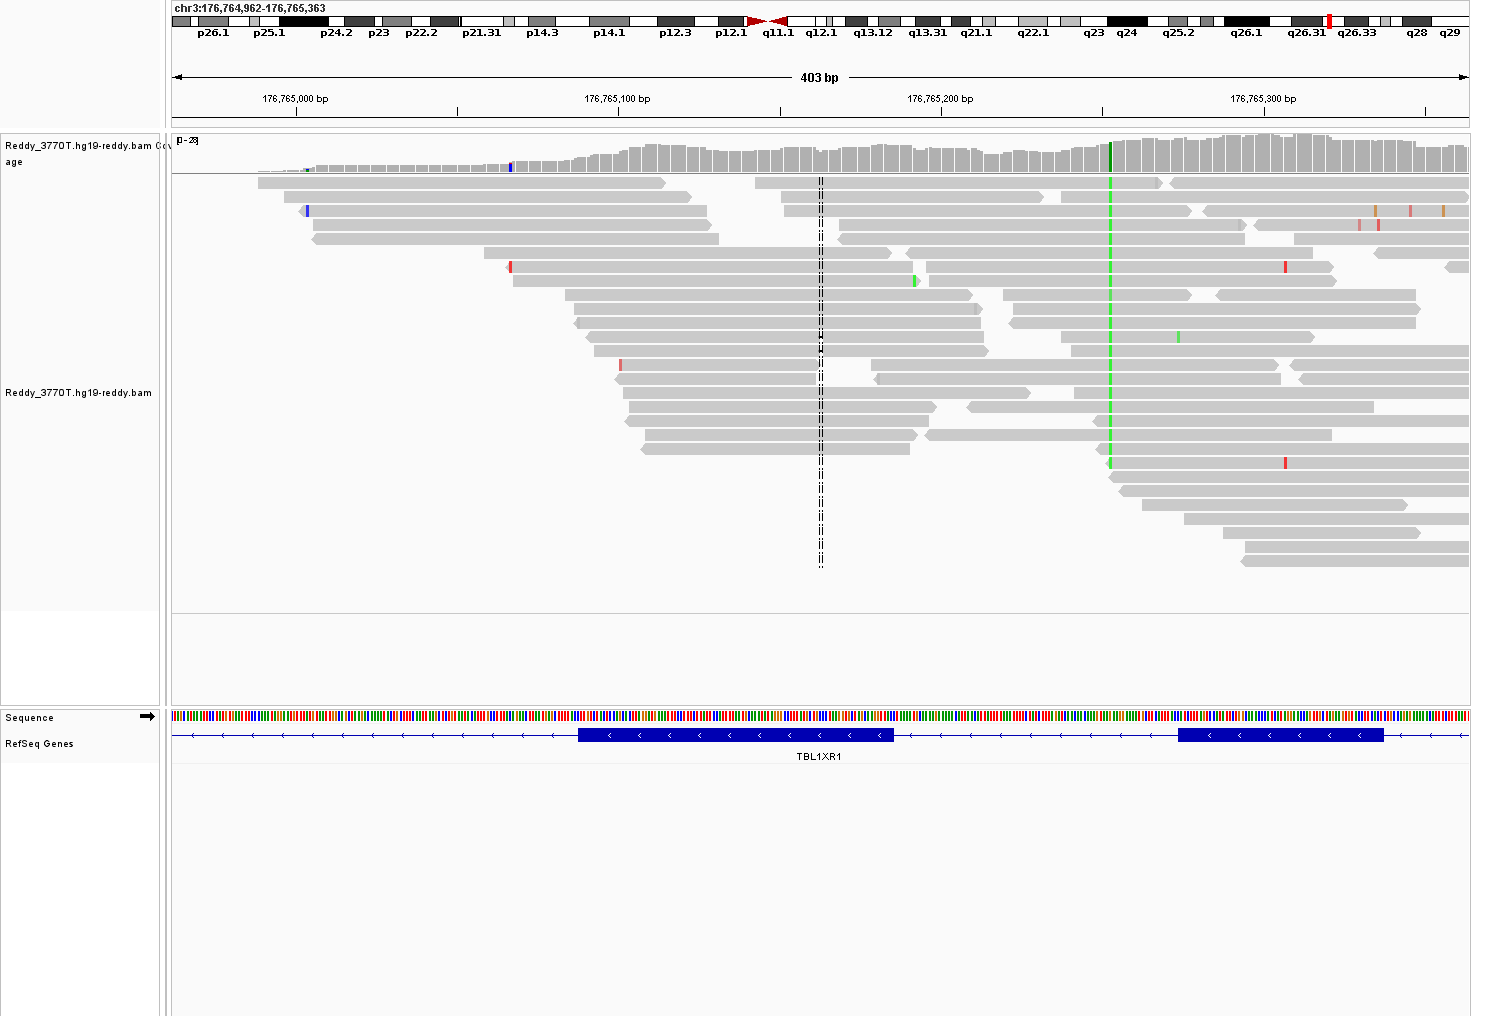 chr3:176,764,962-176,765,363
p26.1 p25.1 p24.2 p23 p22.2 p21.31 p14.3 p14.1 p12.3 p12.1 q11.1 q12.1 q13.12 q13.31 q21.1 q22.1 q23 q24 q25.2 q26.1 q26.31 q26.33 q28 q29
403 bp
176,765,000 bp 176,765,100 bp 176,765,200 bp 176,765,300 bp
Reddy_3770T.hg19-reddy.bam Cov
age
[0-28]
Reddy_3770T.hg19-reddy.bam
Sequence
RefSeq Genes
TBL1XR1